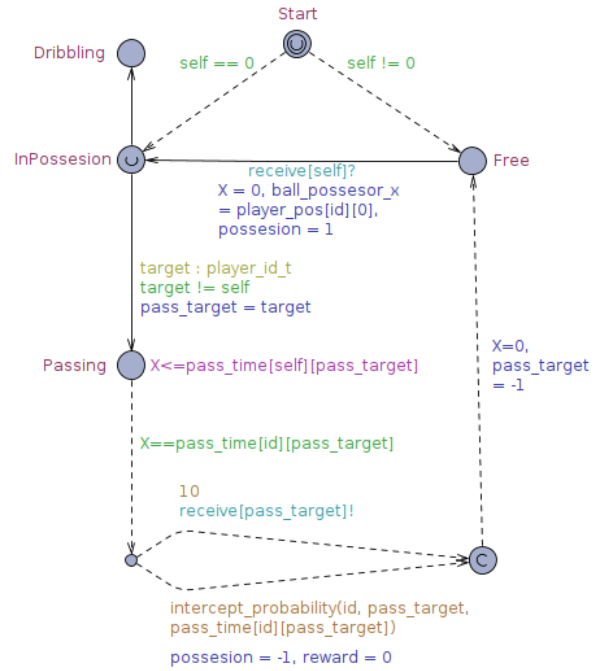 Start
Dribbling
self == 0
self != 0
InPossesion
Free
receive[self]?
X = 0, ball_possesor_x
= player_pos[id][0],
possesion = 1
target : player_id_t
target != self
pass_target = target
Passing
X<=pass_time[self][pass_target]
X=0,
pass_target
= -1
X==pass_time[id][pass_target]
10
receive[pass_target]!
C
intercept_probability(id, pass_target,
pass_time[id][pass_target])
possesion = -1, reward = 0